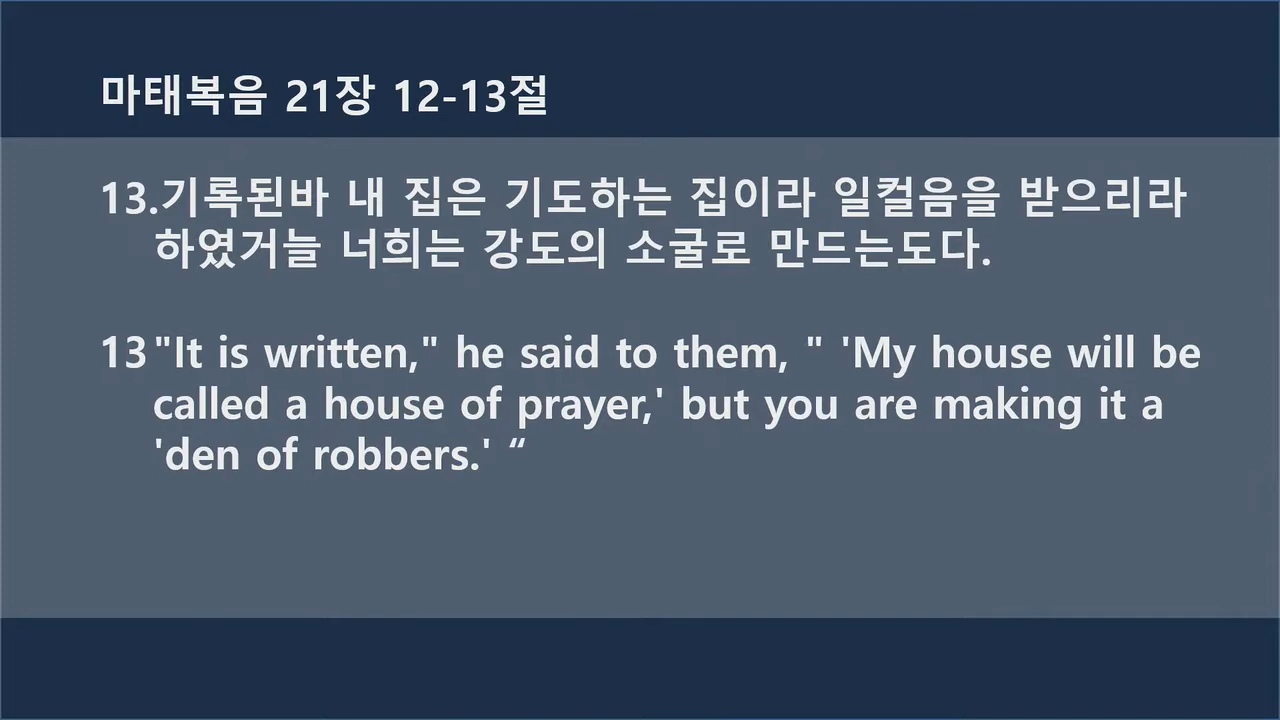 마태복음 21장 12-13절
13.기록된바 내 집은 기도하는 집이라 일컬음을 받으리라
하였거늘 너희는 강도의 소굴로 만드는도다.
13 "It is written," he said to them, " 'My house will be
called a house of prayer,' but you are making it a
'den of robbers.' “